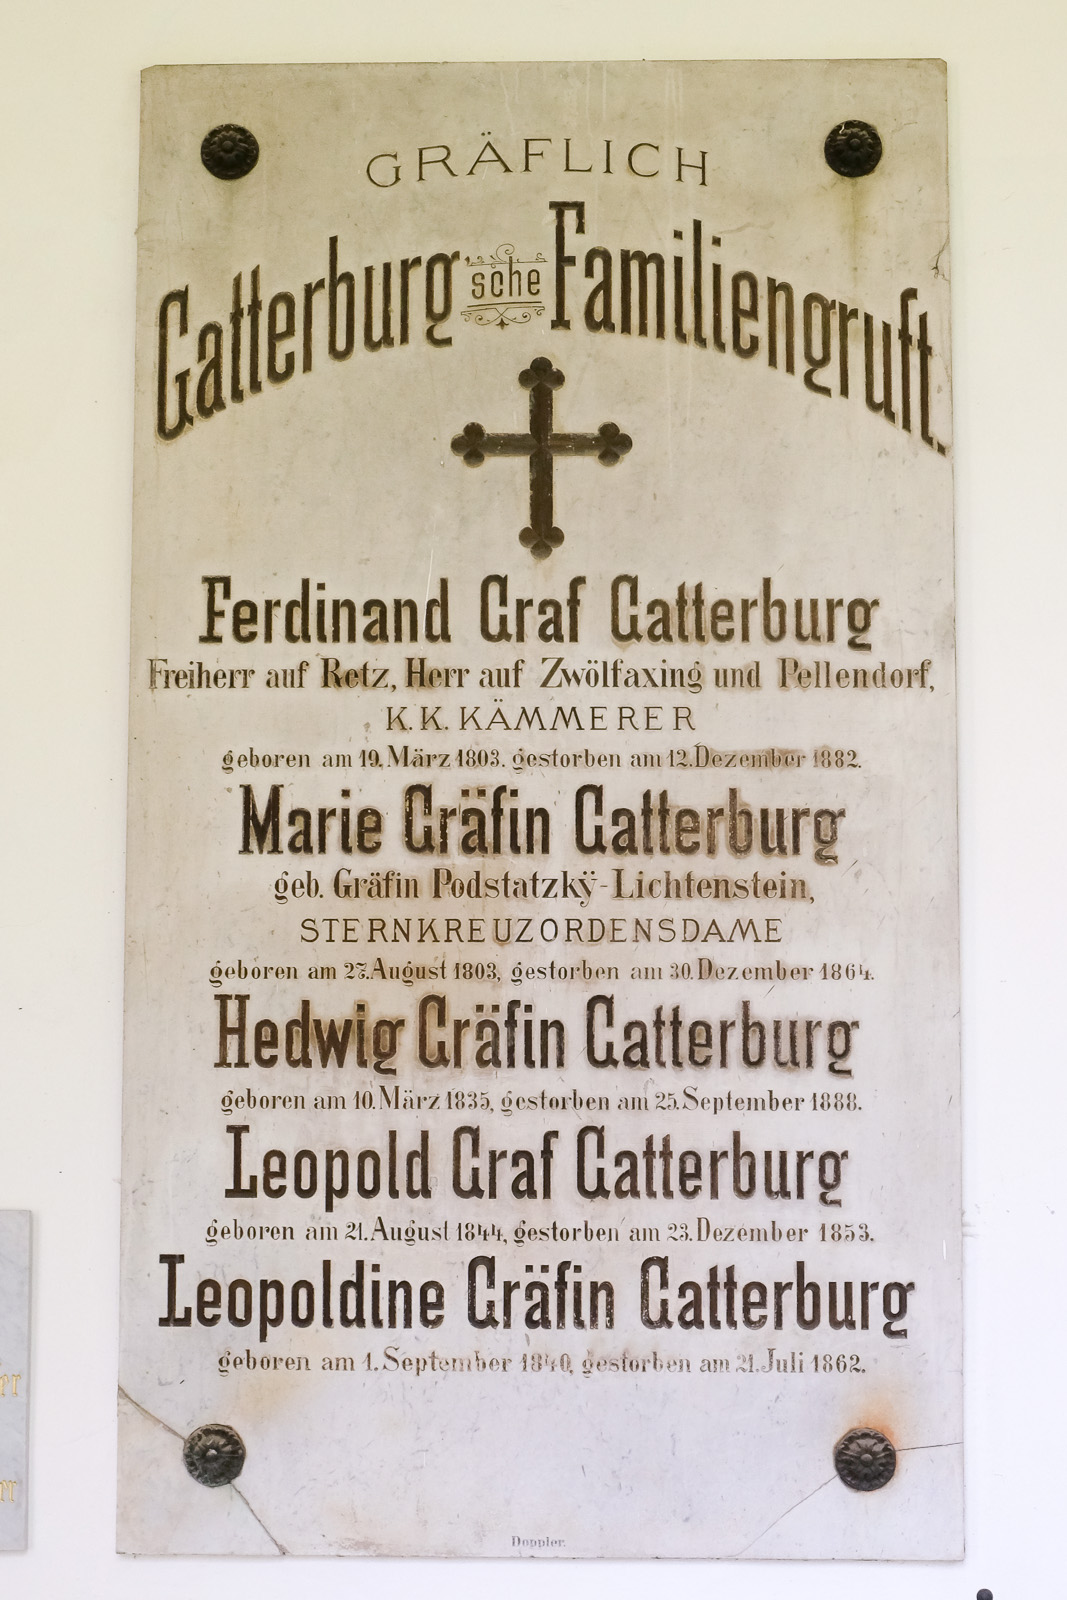 GRÄFLICH
Gatterburg'sche Familiengruft.
Ferdinand Graf Gatterburg
Freiherr auf Retz, Herr auf Zwölfaxing und Pellendorf,
K. K. KÄMMERER
geboren am 19. März 1803, gestorben am 12. Dezember 1882.
Marie Gräfin Gatterburg
geb. Gräfin Podstatzkÿ-Lichtenstein,
STERNKREUZORDENSDAME
geboren am 27. August 1803, gestorben am 30. Dezember 1864.
Hedwig Gräfin Gatterburg
geboren am 10. März 1835, gestorben am 25. September 1888.
Leopold Graf Gatterburg
geboren am 21. August 1844, gestorben am 23. Dezember 1853.
Leopoldine Gräfin Gatterburg
geboren am 1. September 1840, gestorben am 21. Juli 1862.
Doppler.